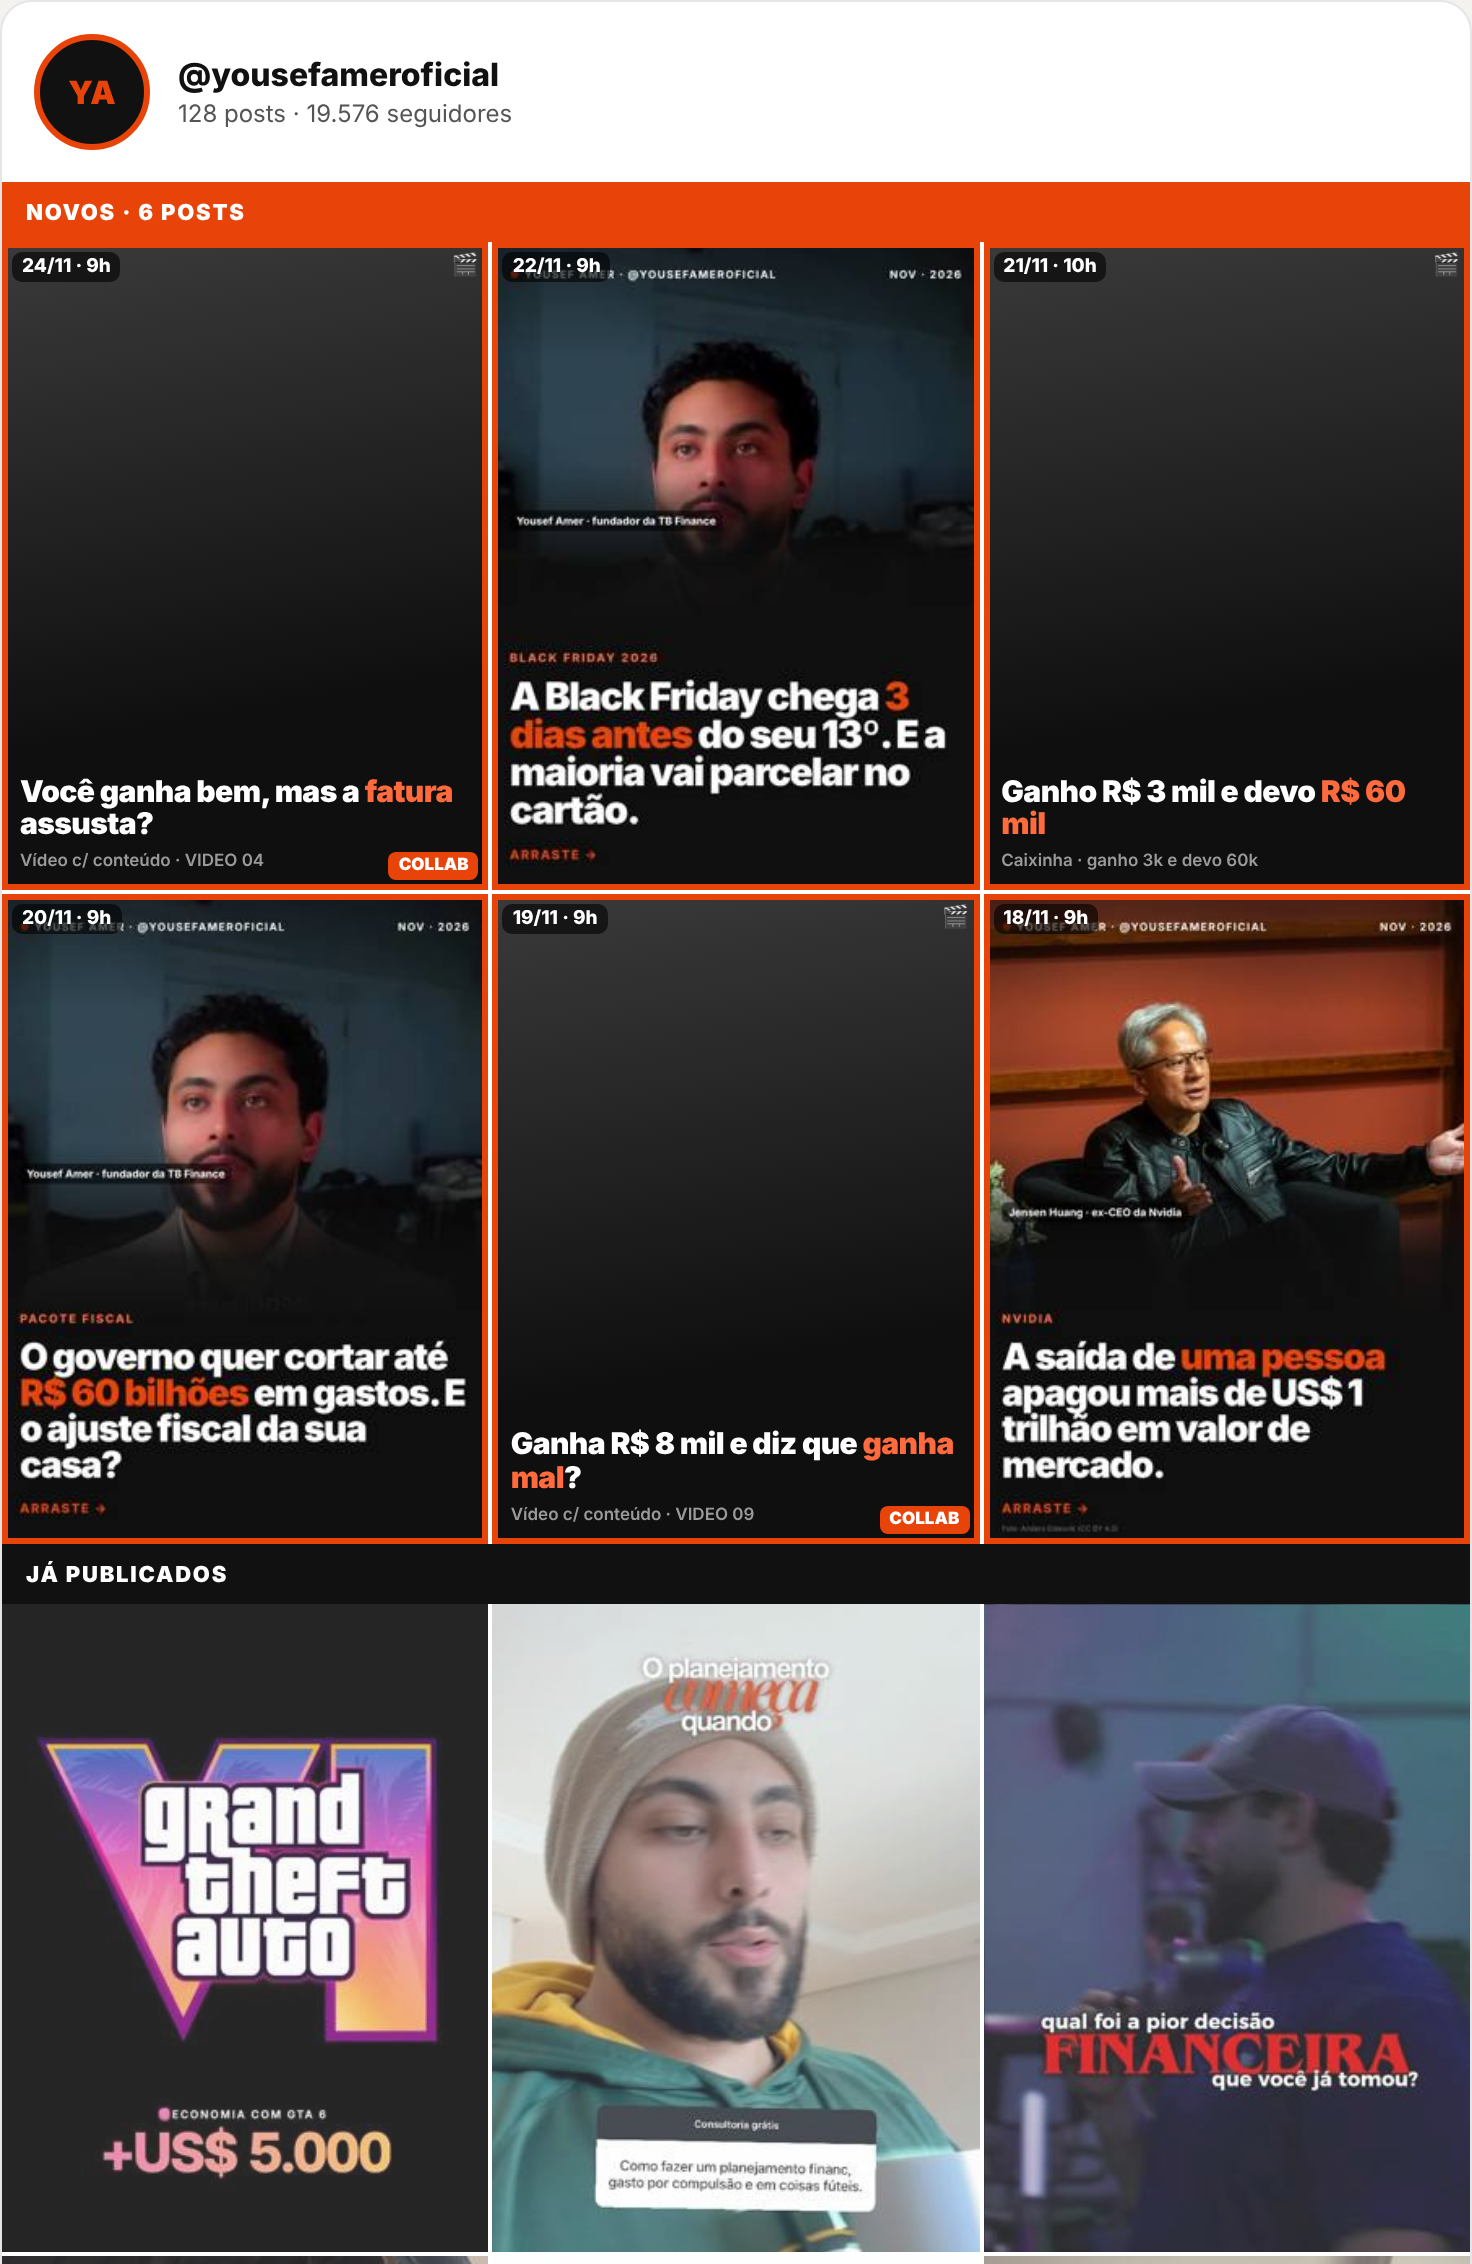 YA
@yousefameroficial
128 posts · 19.576 seguidores
NOVOS · 6 POSTS
24/11 · 9h
Você ganha bem, mas a fatura
assusta?
Vídeo c/ conteúdo · VIDEO 04
COLLAB
22/11 · 9h
YOUSEF AMER · @YOUSEFAMEROFICIAL
NOV · 2026
Yousef Amer · fundador da TB Finance
BLACK FRIDAY 2026
A Black Friday chega 3
dias antes do seu 13º. E a
maioria vai parcelar no
cartão.
ARRASTE →
21/11 · 10h
Ganho R$ 3 mil e devo R$ 60
mil
Caixinha · ganho 3k e devo 60k
20/11 · 9h
YOUSEF AMER · @YOUSEFAMEROFICIAL
NOV · 2026
Yousef Amer · fundador da TB Finance
PACOTE FISCAL
O governo quer cortar até
R$ 60 bilhões em gastos. E
o ajuste fiscal da sua
casa?
ARRASTE →
19/11 · 9h
Ganha R$ 8 mil e diz que ganha
mal?
Vídeo c/ conteúdo · VIDEO 09
COLLAB
18/11 · 9h
YOUSEF AMER · @YOUSEFAMEROFICIAL
NOV · 2026
Jensen Huang · ex-CEO da Nvidia
NVIDIA
A saída de uma pessoa
apagou mais de US$ 1
trilhão em valor de
mercado.
ARRASTE →
JÁ PUBLICADOS
VI
grand
theft
auto
ECONOMIA COM GTA 6
+US$ 5.000
O planejamento
começa
quando
Consultoria grátis
Como fazer um planejamento financ,
gasto por compulsão e em coisas fúteis.
qual foi a pior decisão
FINANCEIRA
que você já tomou?